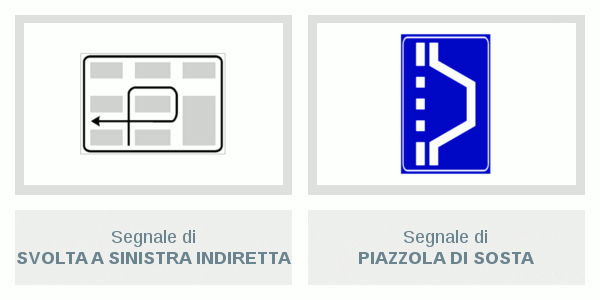 Segnale di
SVOLTA A SINISTRA INDIRETTA
Segnale di
PIAZZOLA DI SOSTA